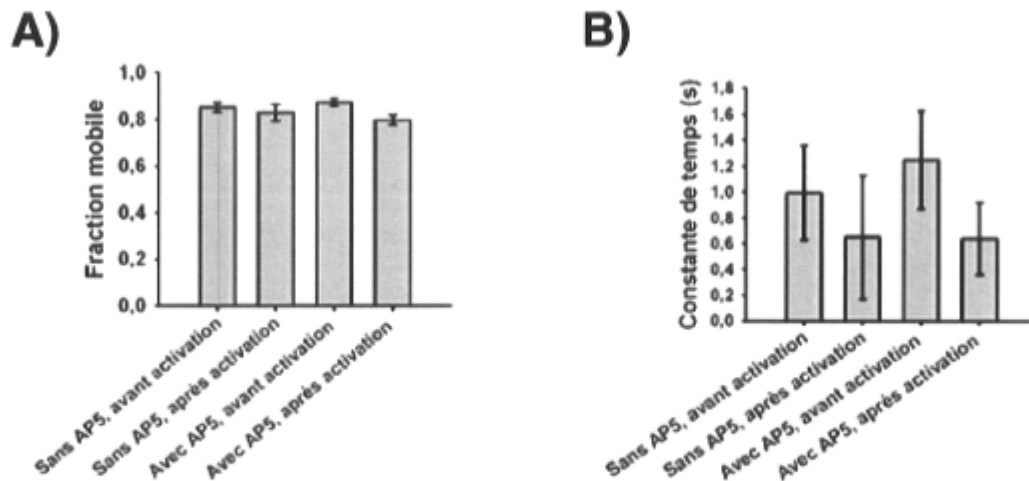 A)
Fraction mobile
1,0
0,8
0,6
0,4
0,2
0,0
Sans AP5, avant activation
Sans AP5, après activation
Avec AP5, avant activation
Avec AP5, après activation
B)
Constante de temps (s)
1,8
1,6
1,4
1,2
1,0
0,8
0,6
0,4
0,2
0,0
Sans AP5, avant activation
Sans AP5, après activation
Avec AP5, avant activation
Avec AP5, après activation